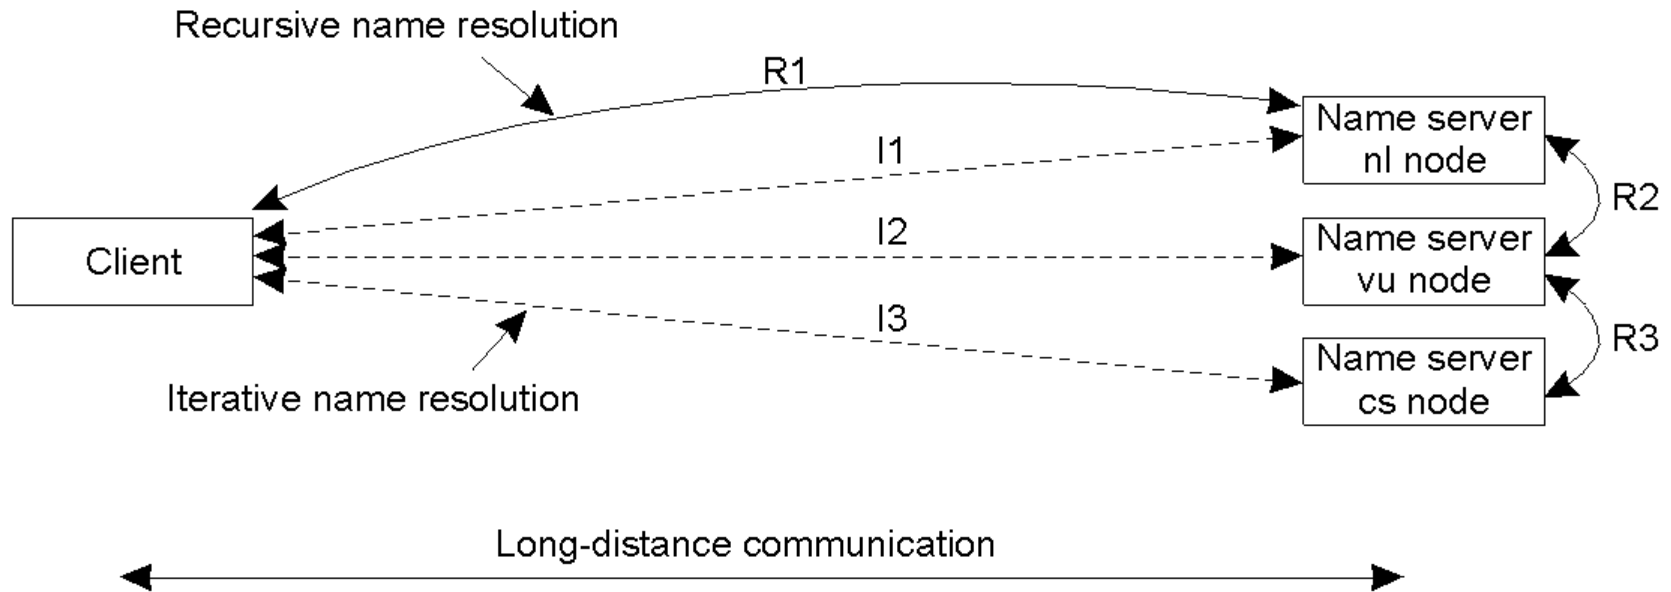 Recursive name resolution
R1
Name server
nl node
I1
R2
Client
I2
Name server
vu node
I3
R3
Name server
cs node
Iterative name resolution
Long-distance communication